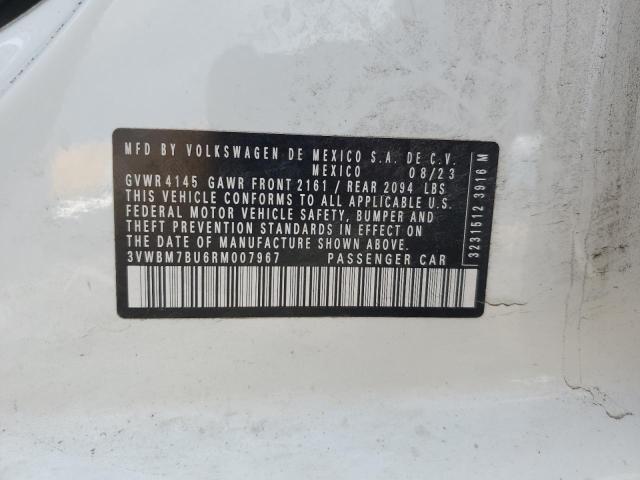 MFD BY VOLKSWAGEN DE MEXICO S.A. DE C.V.
MEXICO 08/23
GVWR 4145 GAWR FRONT 2161 / REAR 2094 LBS
THIS VEHICLE CONFORMS TO ALL APPLICABLE U.S.
FEDERAL MOTOR VEHICLE SAFETY, BUMPER AND
THEFT PREVENTION STANDARDS IN EFFECT ON
THE DATE OF MANUFACTURE SHOWN ABOVE.
3VWBM7BU6RM007967 PASSENGER CAR
3231512 3916 M